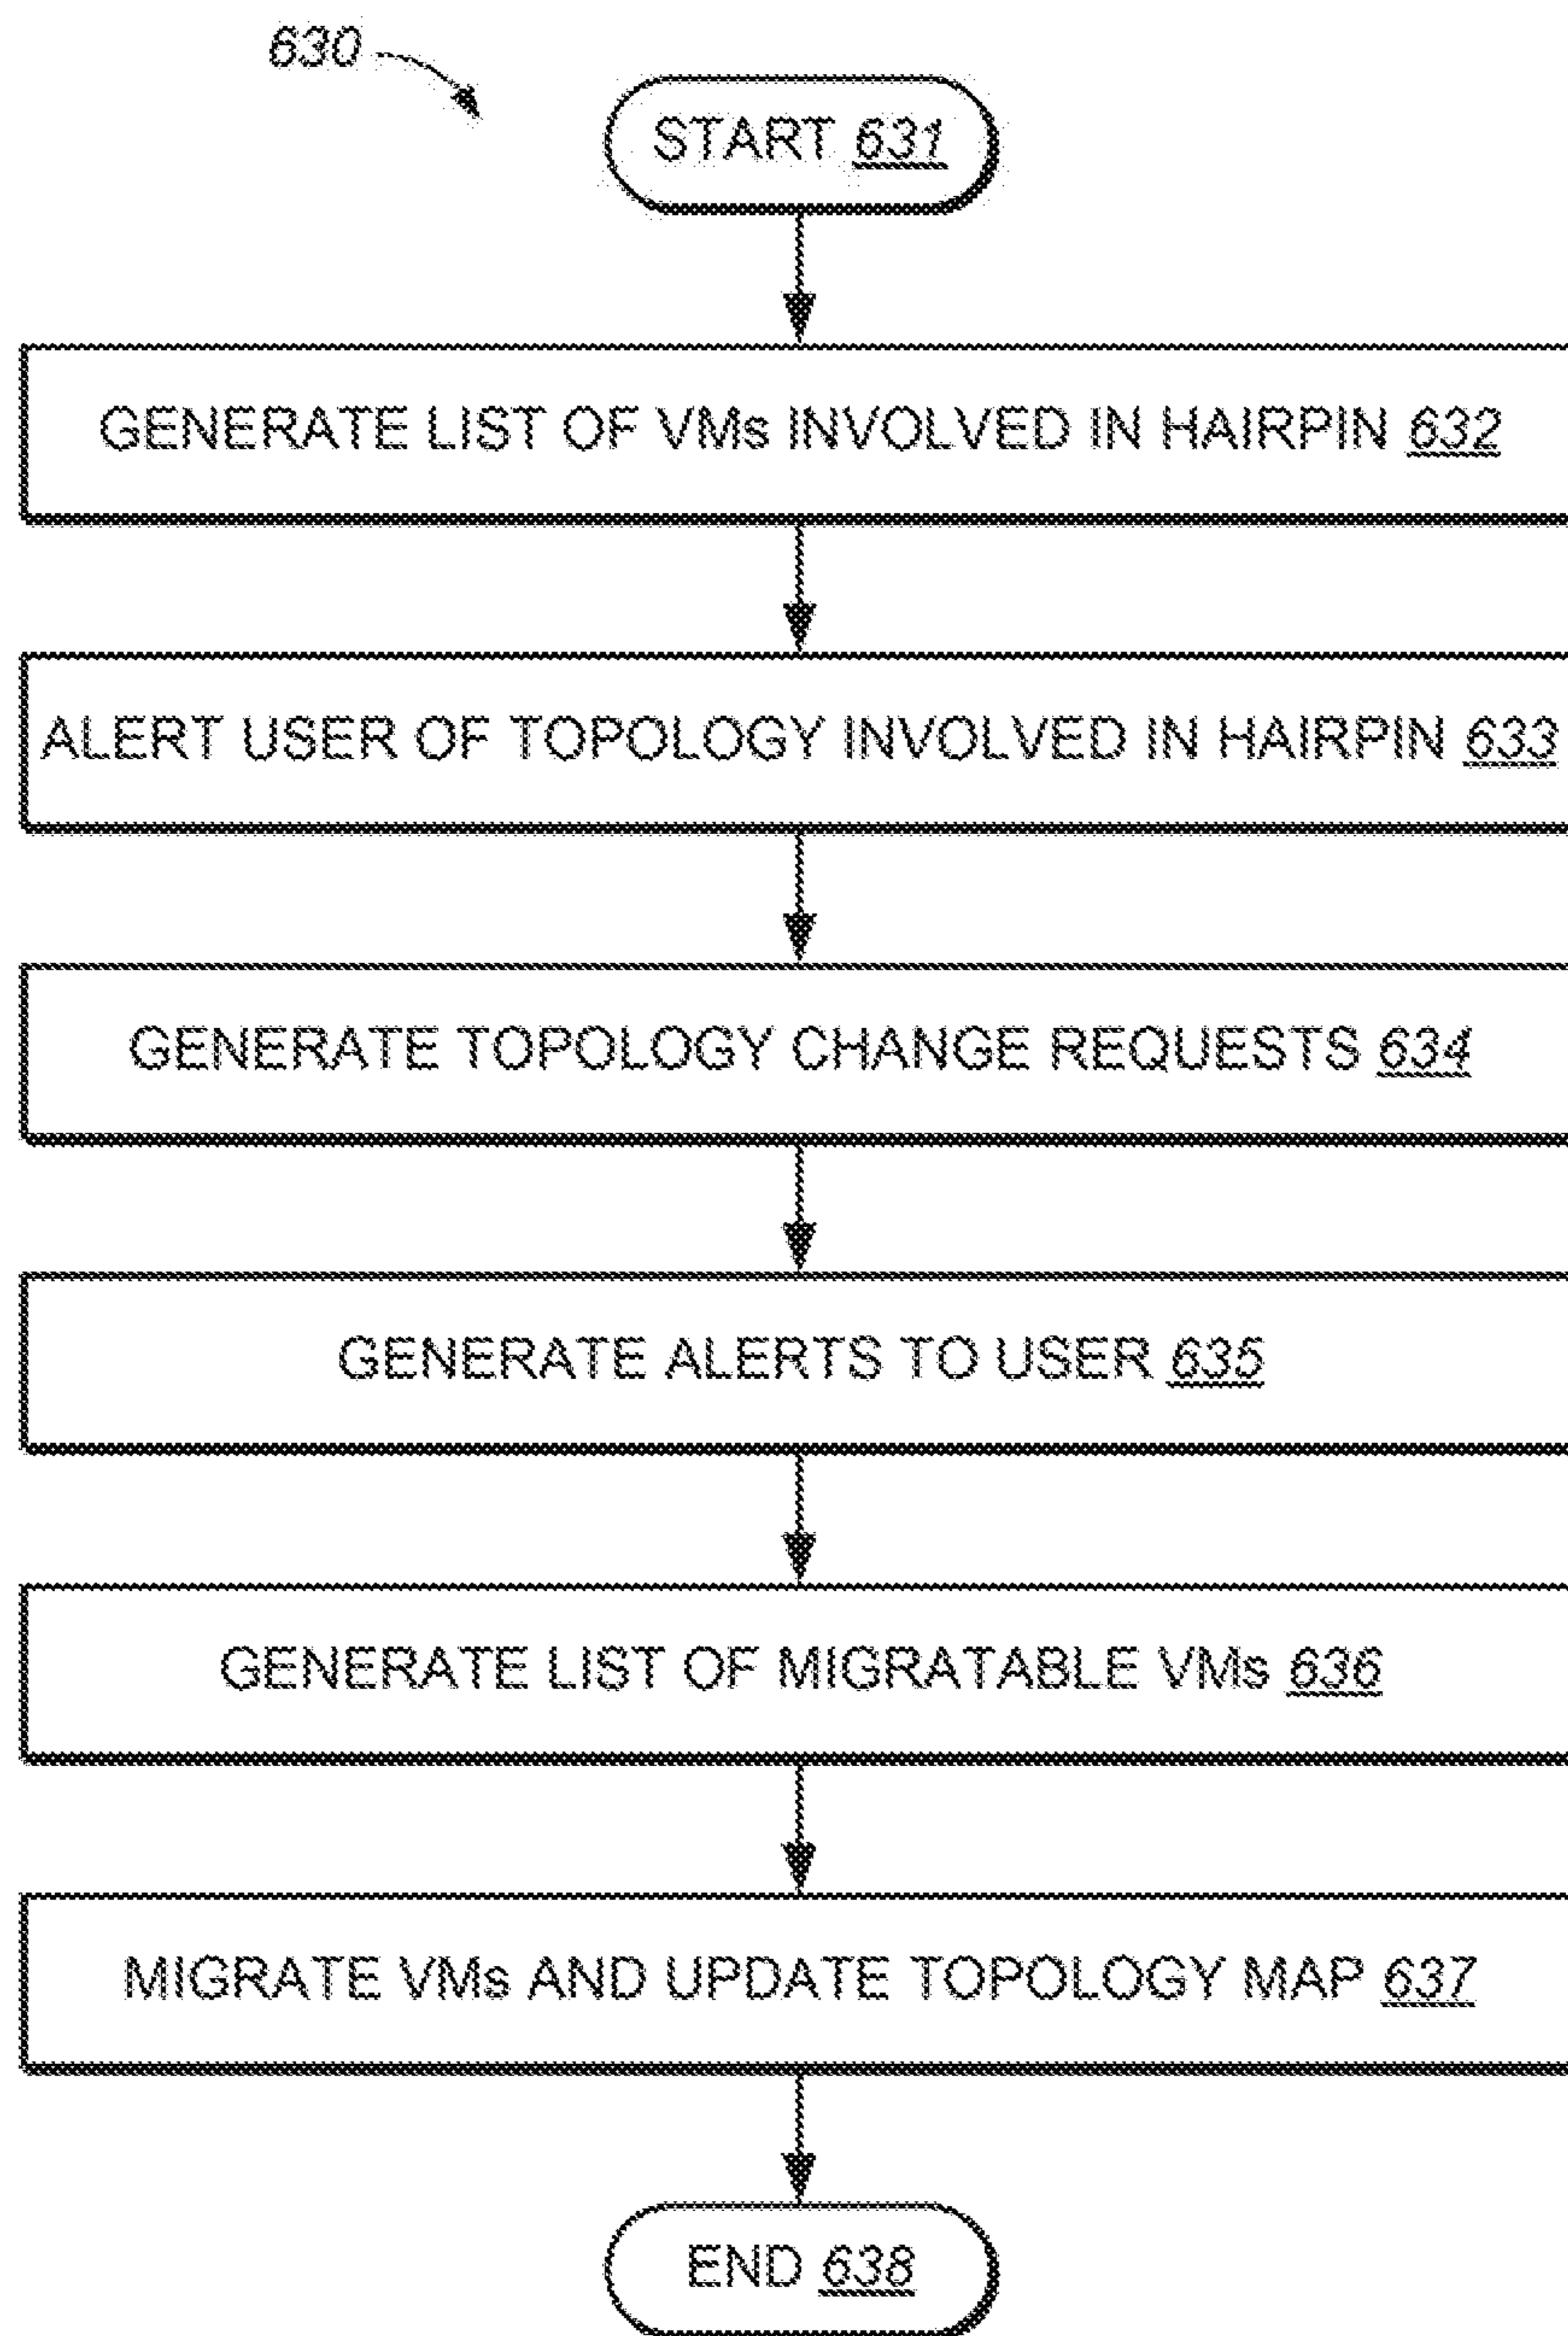 630
START 631
GENERATE LIST OF VMs INVOLVED IN HAIRPIN 632
ALERT USER OF TOPOLOGY INVOLVED IN HAIRPIN 633
GENERATE TOPOLOGY CHANGE REQUESTS 634
GENERATE ALERTS TO USER 635
GENERATE LIST OF MIGRATABLE VMs 636
MIGRATE VMs AND UPDATE TOPOLOGY MAP 637
END 638